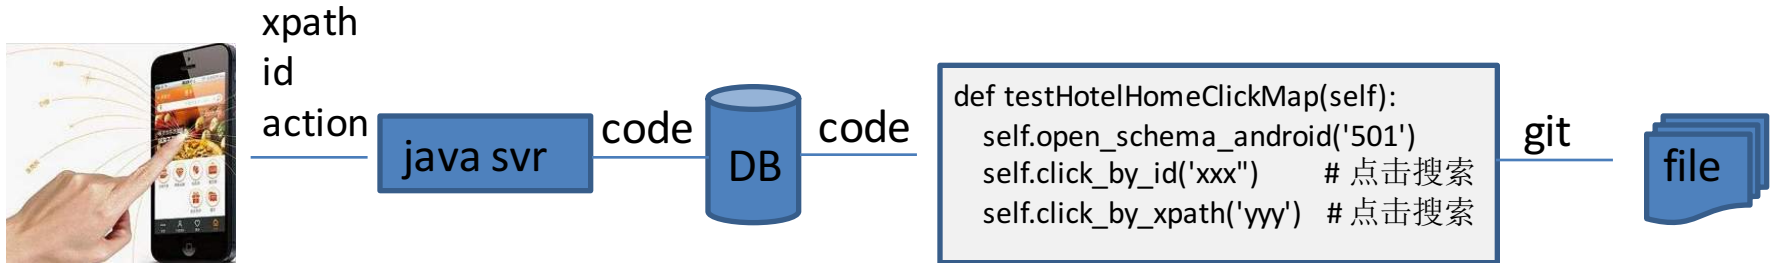 xpath
id
action
java svr
code
DB
code
def testHotelHomeClickMap(self):
self.open_schema_android('501')
self.click_by_id('xxx") # 点击搜索
self.click_by_xpath('yyy') # 点击搜索
git
file